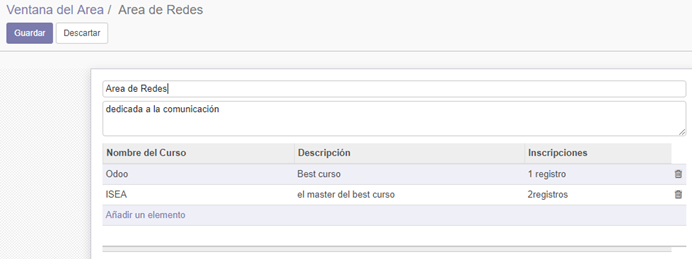 Ventana del Area / Area de Redes
Guardar Descartar
Area de Redes
dedicada a la comunicación
Nombre del Curso Descripción Inscripciones
Odoo Best curso 1 registro
ISEA el master del best curso 2registros
Añadir un elemento